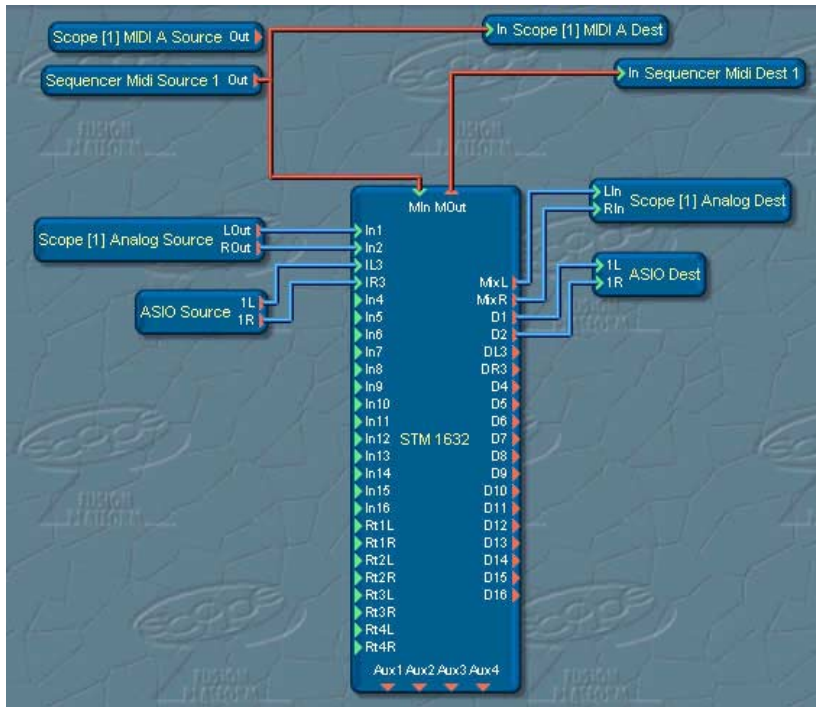 Scope [1] MIDI A Source Out
In Scope [1] MIDI A Dest
Sequencer Midi Source 1 Out
In Sequencer Midi Dest 1
MIn MOut
Scope [1] Analog Source LOut ROut
LIn RIn Scope [1] Analog Dest
ASIO Source 1L 1R
1L 1R ASIO Dest
STM 1632
In1
In2
IL3
IR3
In4
In5
In6
In7
In8
In9
In10
In11
In12
In13
In14
In15
In16
Rt1L
Rt1R
Rt2L
Rt2R
Rt3L
Rt3R
Rt4L
Rt4R
MixL
MixR
D1
D2
DL3
DR3
D4
D5
D6
D7
D8
D9
D10
D11
D12
D13
D14
D15
D16
Aux1 Aux2 Aux3 Aux4
SCOPE
FUSION
PLATFORM